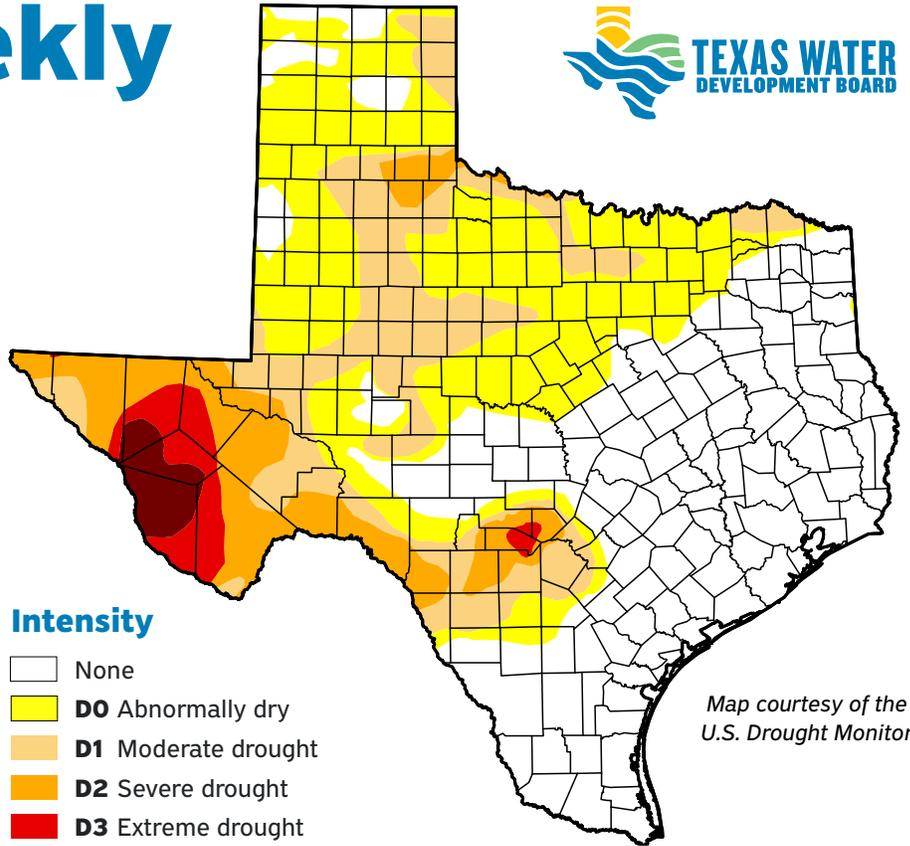 TEXAS WATER
DEVELOPMENT BOARD
Intensity
None
D0 Abnormally dry
D1 Moderate drought
D2 Severe drought
D3 Extreme drought
Map courtesy of the
U.S. Drought Monitor